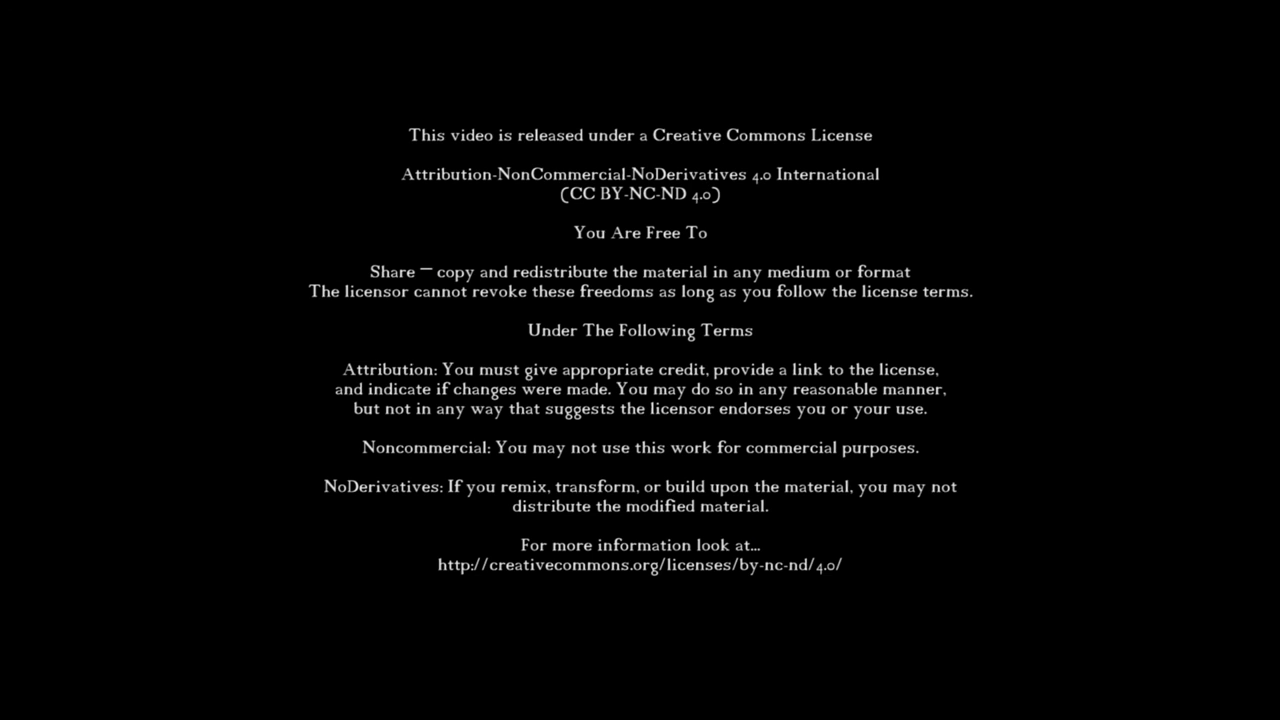 This video is released under a Creative Commons License
Attribution-NonCommercial-NoDerivatives 4.0 International
(CC BY-NC-ND 4.0)
You Are Free To
Share — copy and redistribute the material in any medium or format
The licensor cannot revoke these freedoms as long as you follow the license terms.
Under The Following Terms
Attribution: You must give appropriate credit, provide a link to the license,
and indicate if changes were made. You may do so in any reasonable manner,
but not in any way that suggests the licensor endorses you or your use.
Noncommercial: You may not use this work for commercial purposes.
NoDerivatives: If you remix, transform, or build upon the material, you may not
distribute the modified material.
For more information look at...
http://creativecommons.org/licenses/by-nc-nd/4.0/